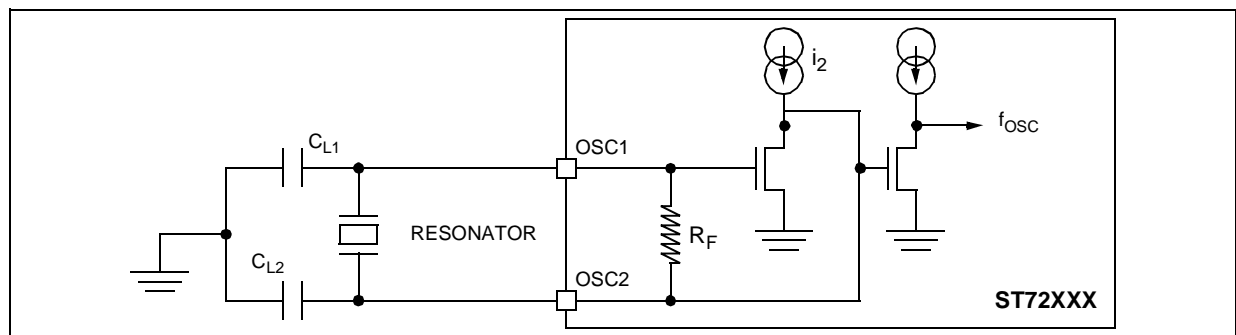 i2
fOSC
CL1
OSC1
RESONATOR
RF
CL2
OSC2
ST72XXX